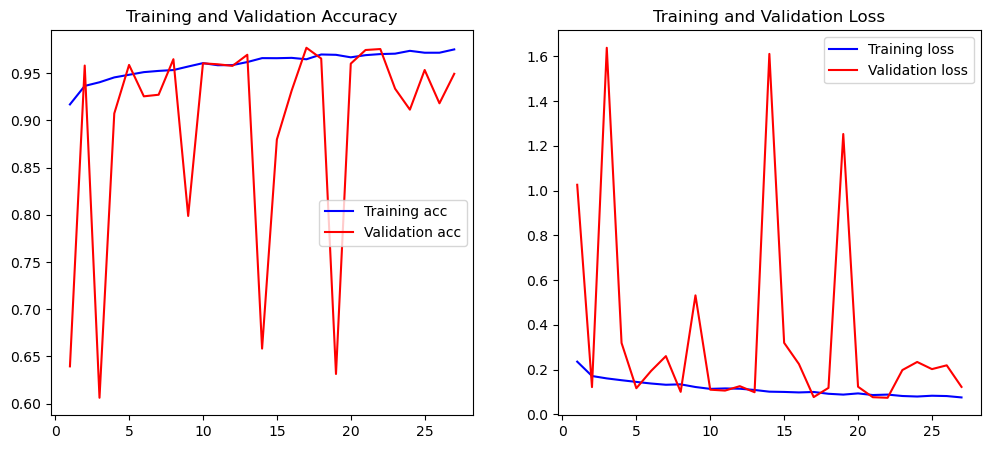 Training and Validation Accuracy
0.95
0.90
0.85
0.80
0.75
0.70
0.65
0.60
0 5 10 15 20 25
Training acc
Validation acc
Training and Validation Loss
1.6
1.4
1.2
1.0
0.8
0.6
0.4
0.2
0.0
0 5 10 15 20 25
Training loss
Validation loss